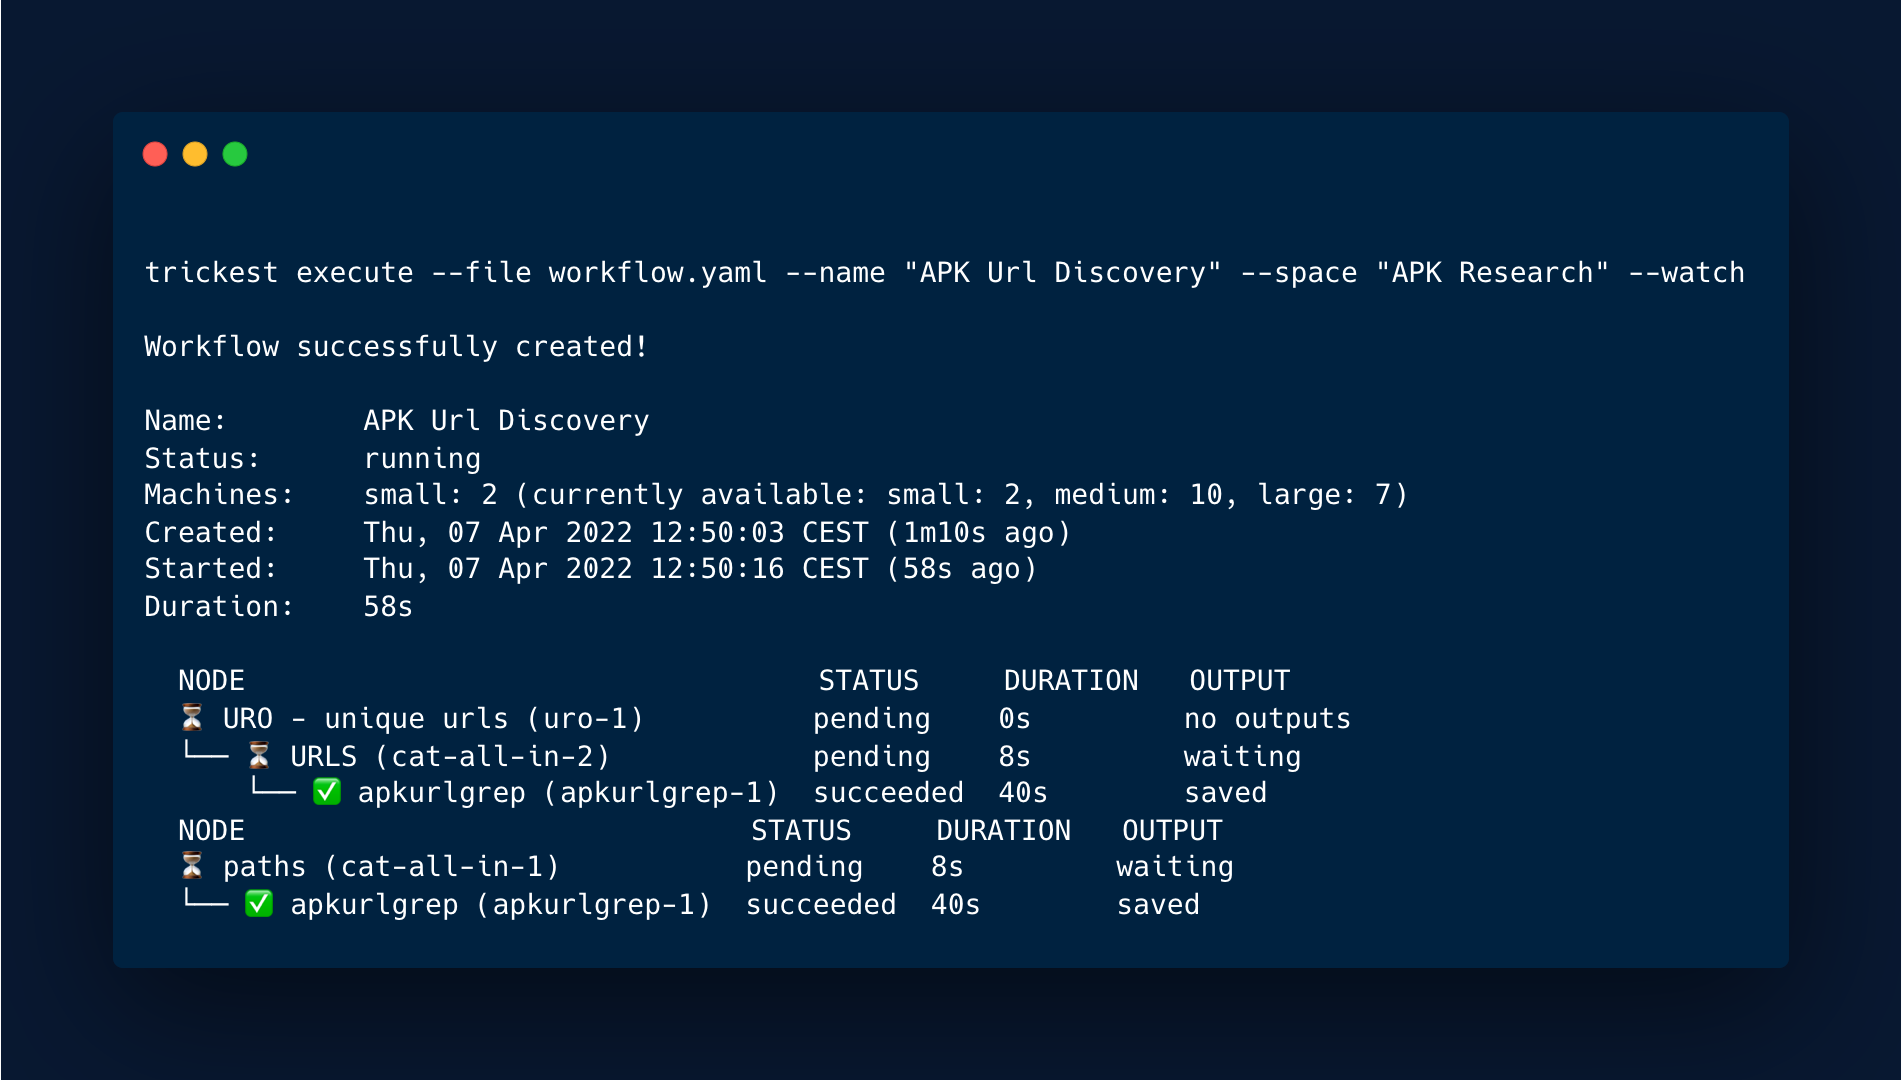 trickest execute --file workflow.yaml --name "APK Url Discovery" --space "APK Research" --watch
Workflow successfully created!
Name: APK Url Discovery
Status: running
Machines: small: 2 (currently available: small: 2, medium: 10, large: 7)
Created: Thu, 07 Apr 2022 12:50:03 CEST (1m10s ago)
Started: Thu, 07 Apr 2022 12:50:16 CEST (58s ago)
Duration: 58s
NODE STATUS DURATION OUTPUT
⏳ URO - unique urls (uro-1) pending 0s no outputs
└── ⏳ URLS (cat-all-in-2) pending 8s waiting
└── ✅ apkurlgrep (apkurlgrep-1) succeeded 40s saved
NODE STATUS DURATION OUTPUT
⏳ paths (cat-all-in-1) pending 8s waiting
└── ✅ apkurlgrep (apkurlgrep-1) succeeded 40s saved